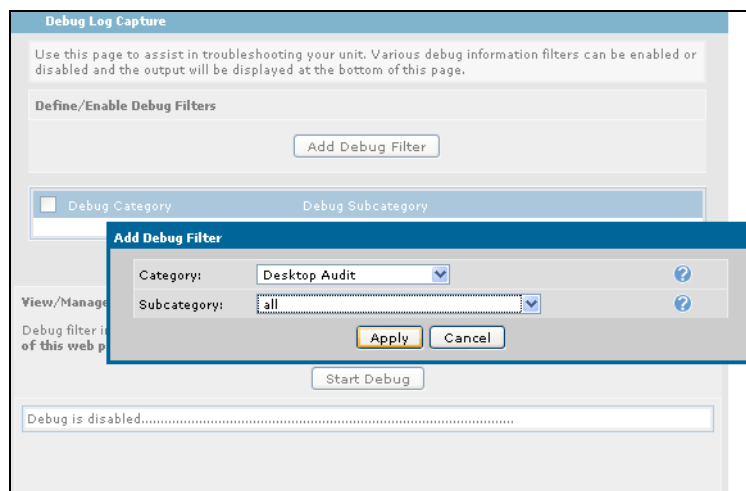 Debug Log Capture
Use this page to assist in troubleshooting your unit. Various debug information filters can be enabled or
disabled and the output will be displayed at the bottom of this page.
Define/Enable Debug Filters
Add Debug Filter
Debug Category Debug Subcategory
Add Debug Filter
Category: Desktop Audit ?
Subcategory: all ?
Apply Cancel
View/Manage
Debug filter
of this web p
Start Debug
Debug is disabled................................................................................................